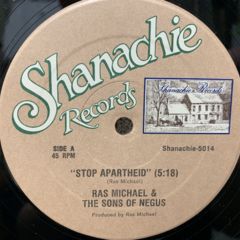 Shanachie
Records
Shanachie Records
SIDE A
45 RPM
Shanachie-5014
"STOP APARTHEID" (5:18)
(Ras Michael)
RAS MICHAEL &
THE SONS OF NEGUS
Produced by Ras Michael